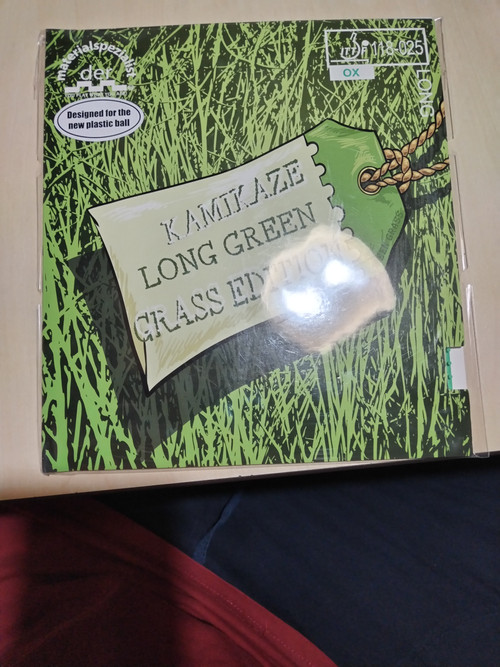 der
materialspezialist
Designed for the
new plastic ball
ITTF 118-025
OX
LONG
KAMIKAZE
LONG GREEN
GRASS EDITION